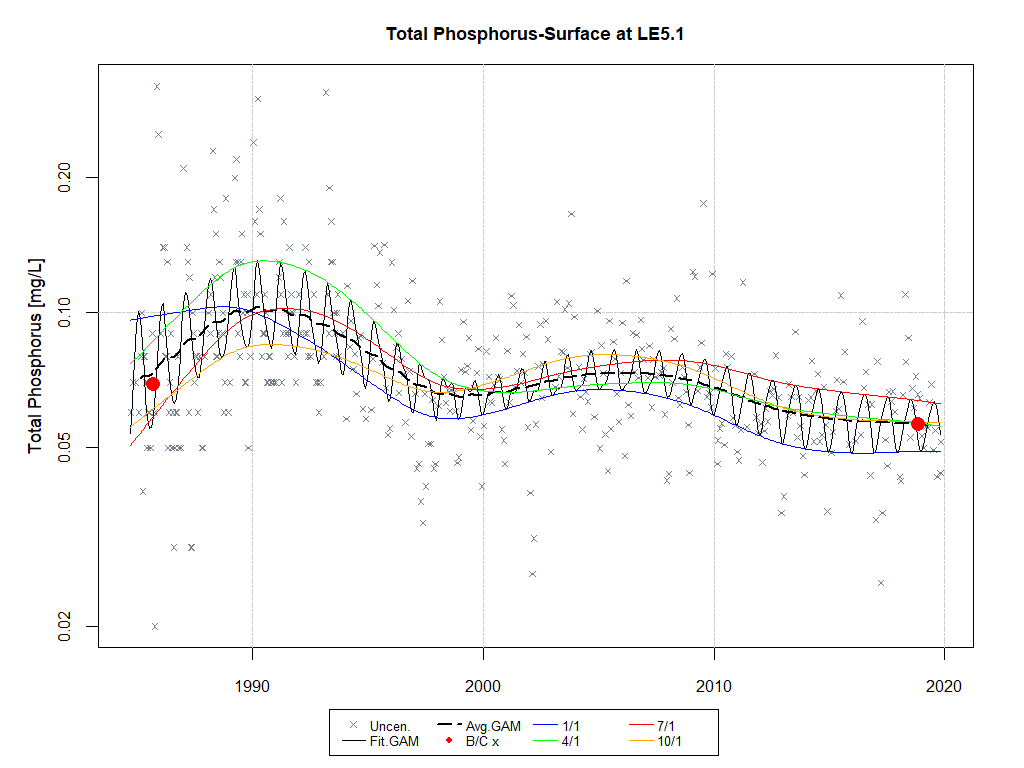 Total Phosphorus-Surface at LE5.1
Total Phosphorus [mg/L]
0.20
0.10
0.05
0.02
1990 2000 2010 2020
Uncen. Avg.GAM 1/1 7/1
Fit.GAM B/C x 4/1 10/1